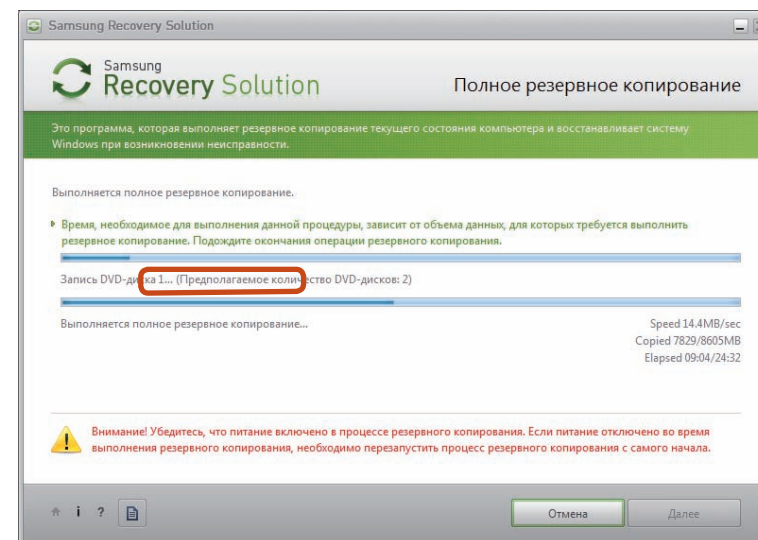 Samsung Recovery Solution
Samsung
Recovery Solution
Полное резервное копирование
Это программа, которая выполняет резервное копирование текущего состояния компьютера и восстанавливает систему
Windows при возникновении неисправности.
Выполняется полное резервное копирование.
Время, необходимое для выполнения данной процедуры, зависит от объема данных, для которых требуется выполнить
резервное копирование. Подождите окончания операции резервного копирования.
Запись DVD-диска 1... (Предполагаемое количество DVD-дисков: 2)
Выполняется полное резервное копирование...
Speed 14.4MB/sec
Copied 7829/8605MB
Elapsed 09:04/24:32
Внимание! Убедитесь, что питание включено в процессе резервного копирования. Если питание отключено во время
выполнения резервного копирования, необходимо перезапустить процесс резервного копирования с самого начала.
i ?
Отмена
Далее